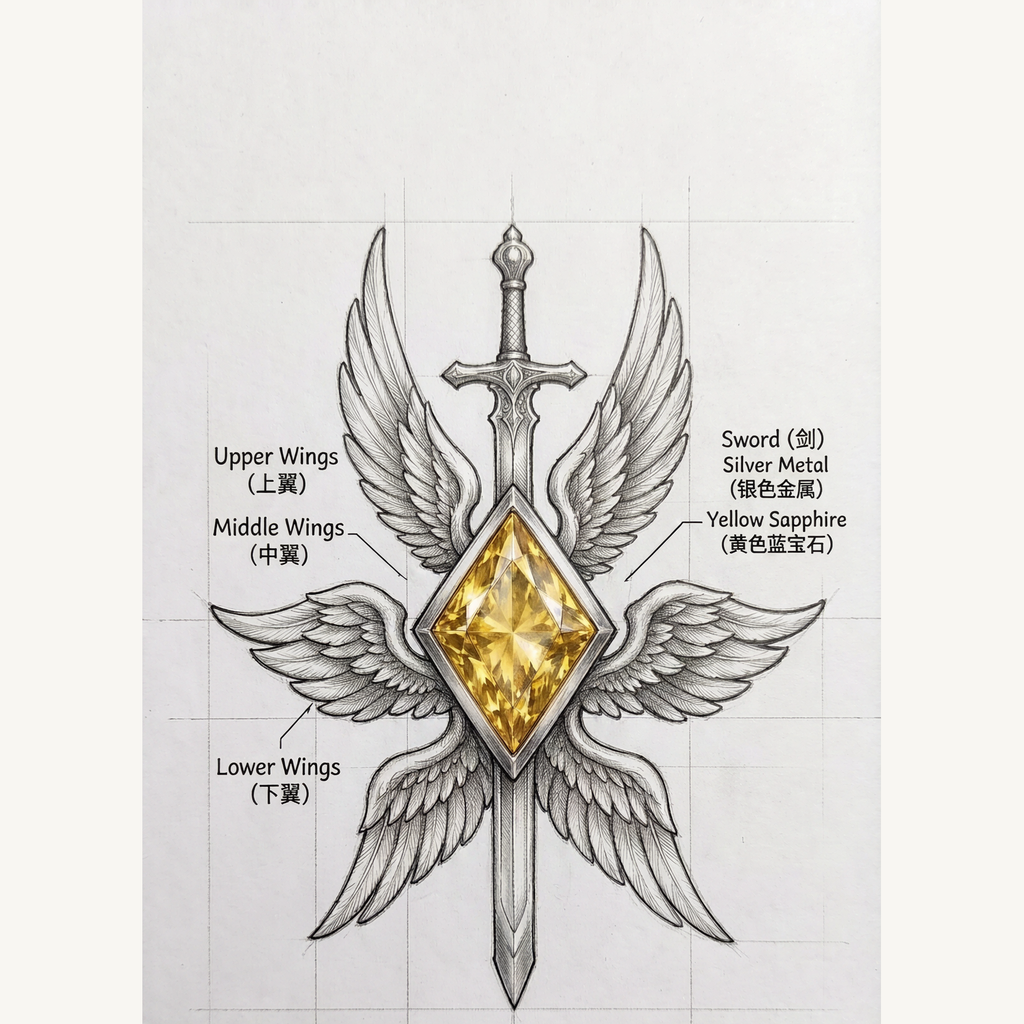 Upper Wings
(上翼)
Middle Wings
(中翼)
Lower Wings
(下翼)
Sword (剑)
Silver Metal
(银色金属)
Yellow Sapphire
(黄色蓝宝石)